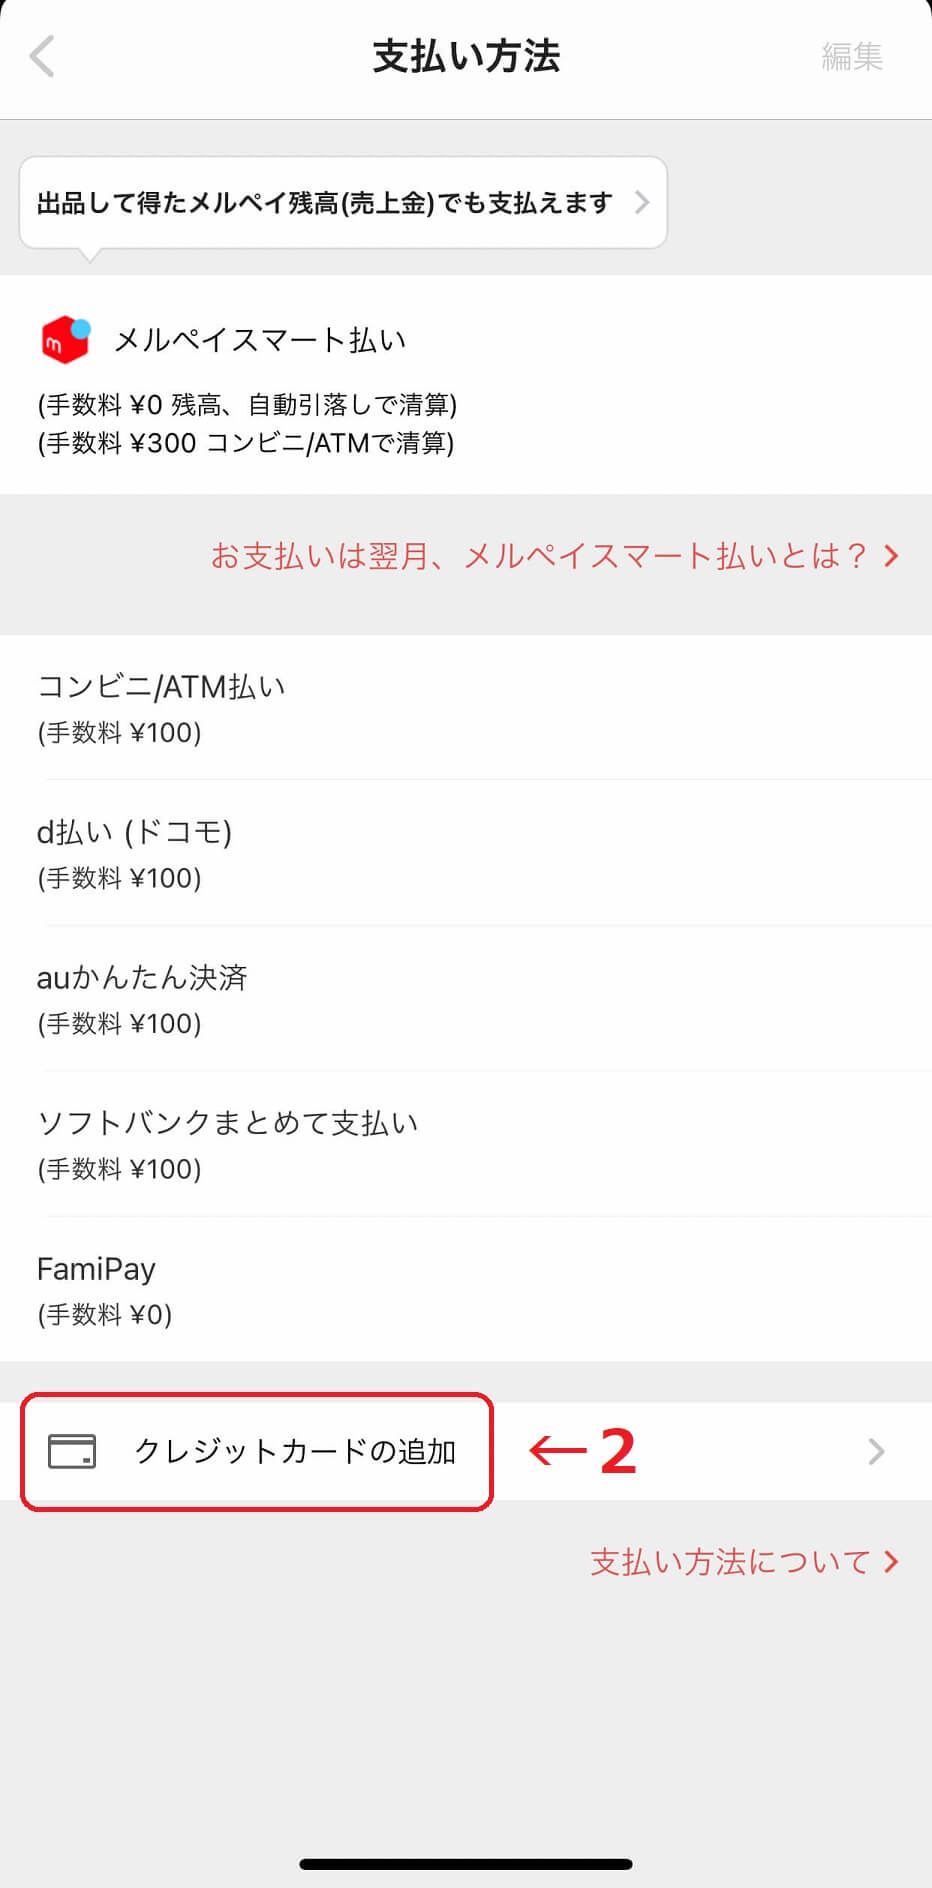 支払い方法
編集
出品して得たメルペイ残高(売上金)でも支払えます
m
メルペイスマート払い
(手数料 ¥0 残高、自動引落しで清算)
(手数料 ¥300 コンビニ/ATMで清算)
お支払いは翌月、メルペイスマート払いとは？
コンビニ/ATM払い
(手数料 ¥100)
d払い (ドコモ)
(手数料 ¥100)
auかんたん決済
(手数料 ¥100)
ソフトバンクまとめて支払い
(手数料 ¥100)
FamiPay
(手数料 ¥0)
クレジットカードの追加
←2
支払い方法について